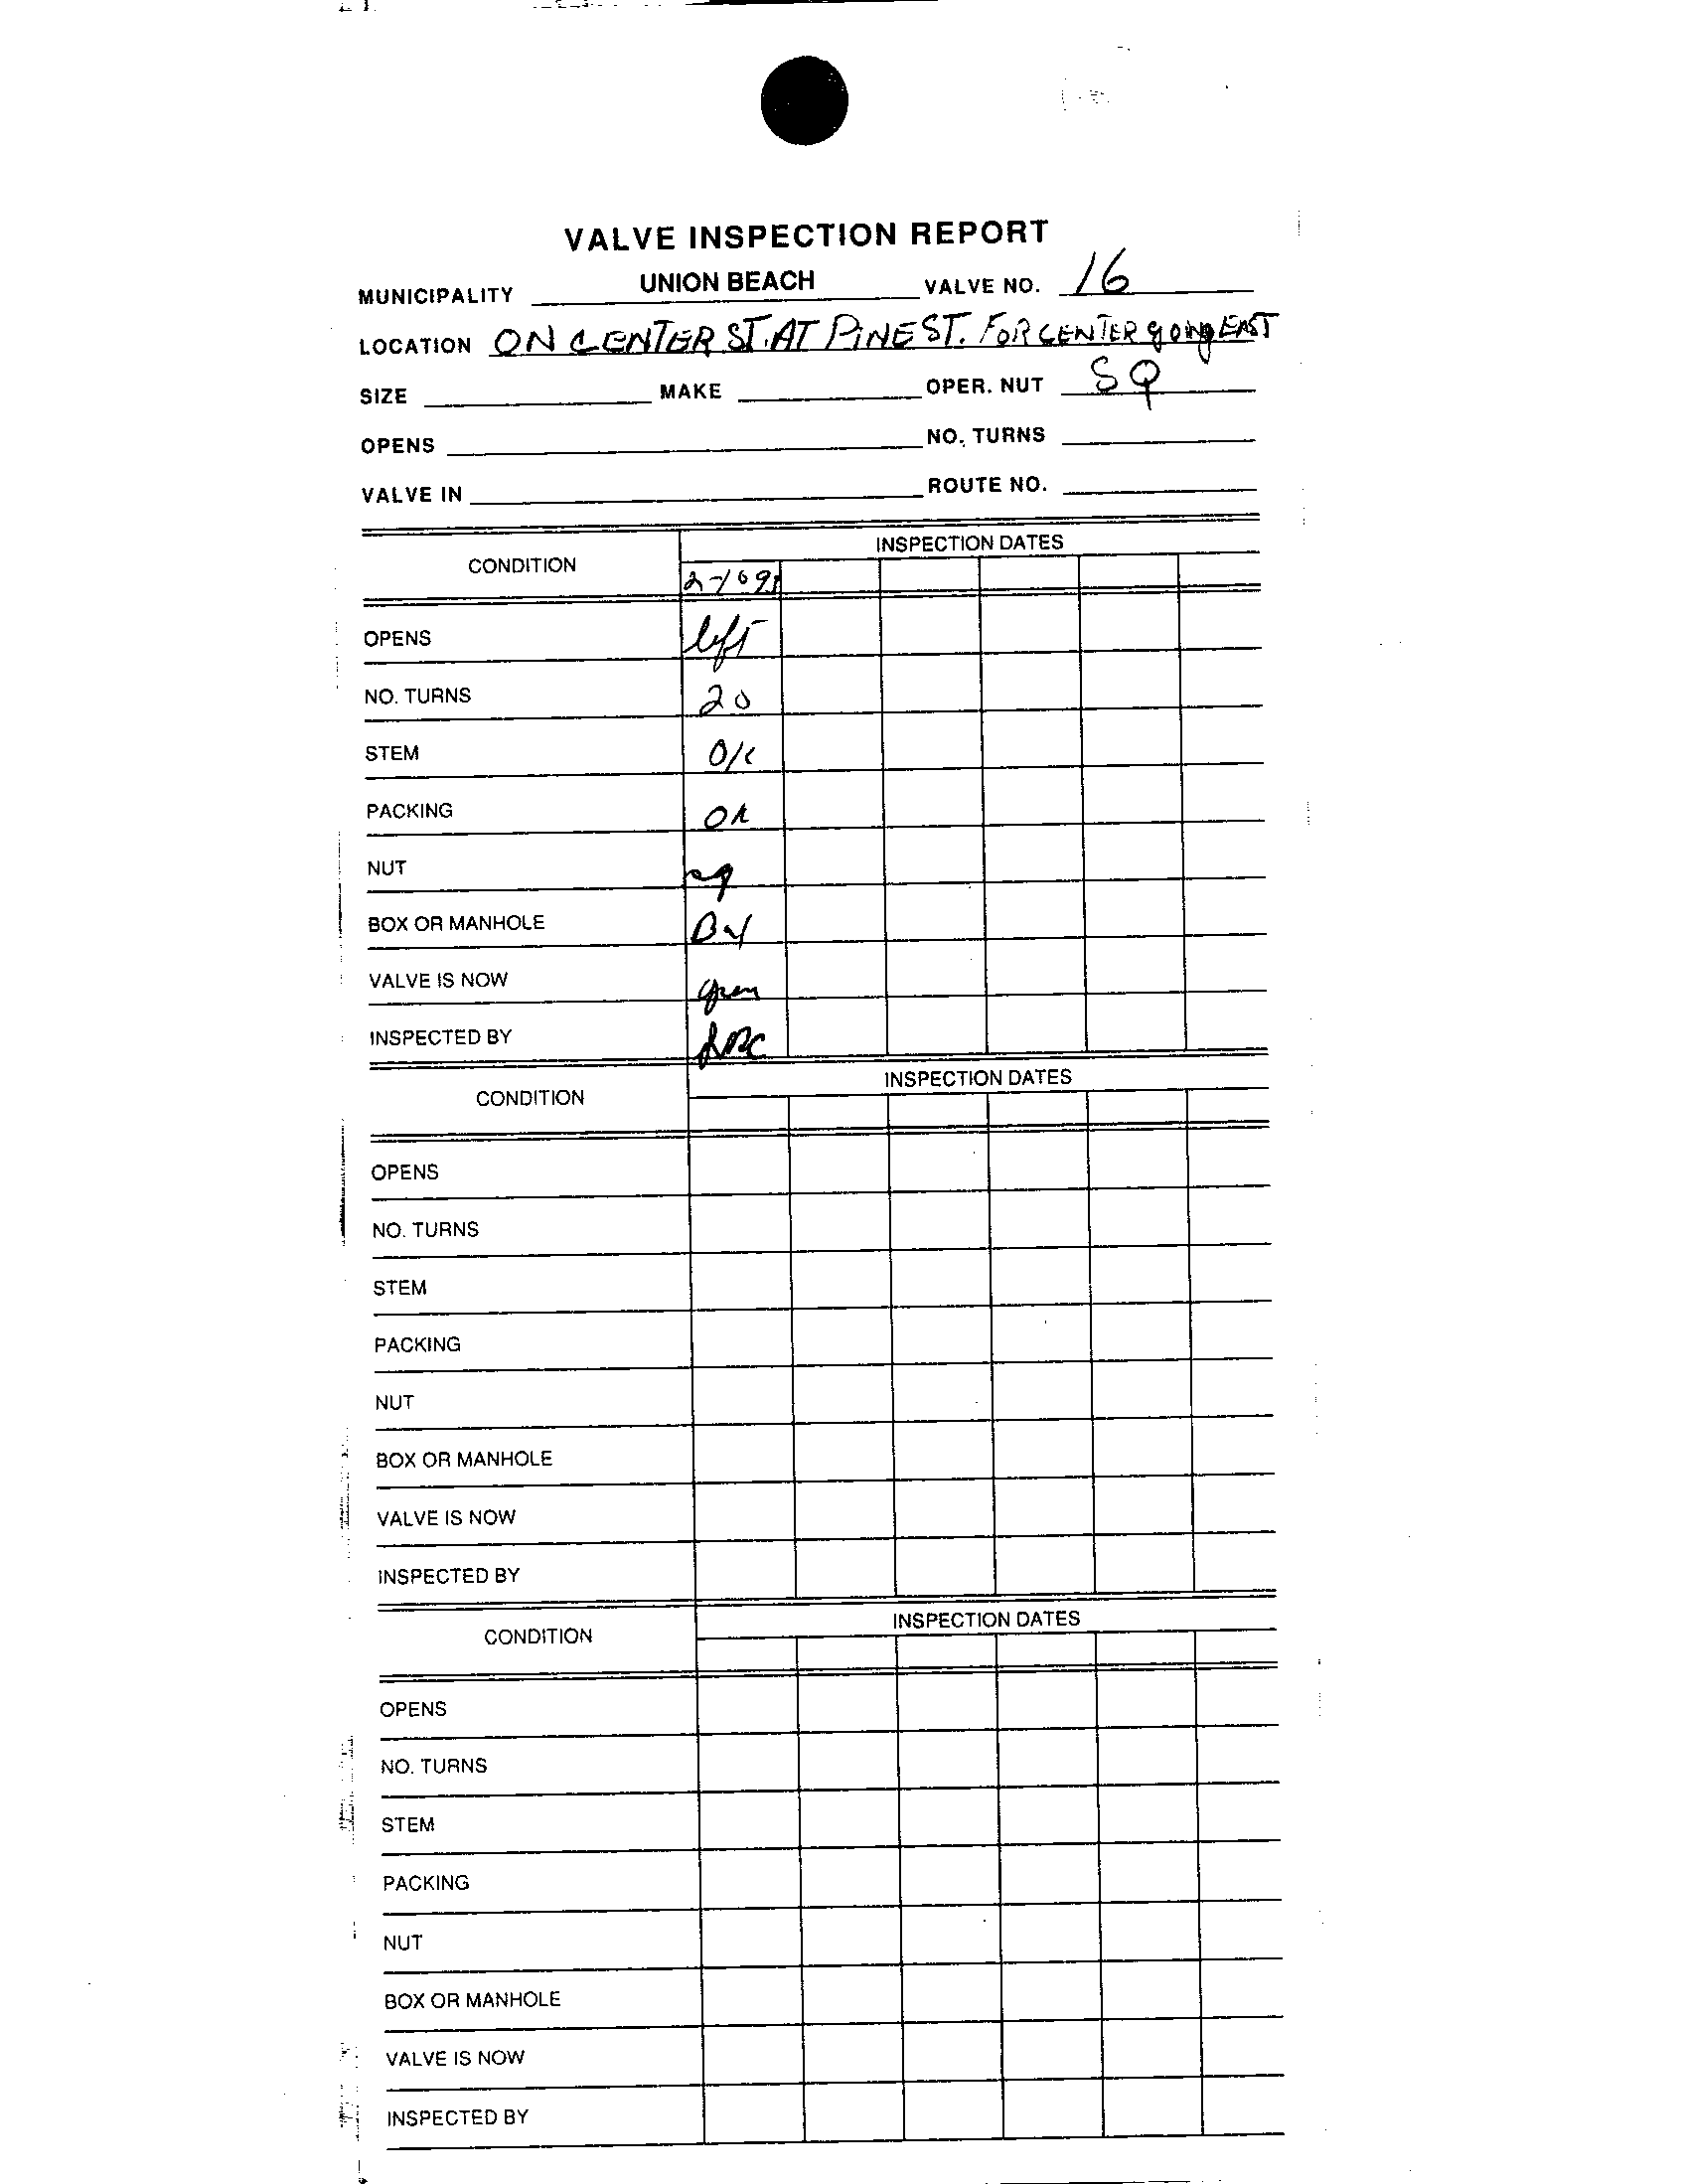 VALVE INSPECTION REPORT
MUNICIPALITY UNION BEACH VALVE NO. 16
LOCATION ON CENTER ST. AT PINE ST. FOR CENTER going EAST
SIZE MAKE OPER. NUT SQ
OPENS NO. TURNS
VALVE IN ROUTE NO.
CONDITION INSPECTION DATES
OPENS left
NO. TURNS 20
STEM O/K
PACKING OK
NUT sq
BOX OR MANHOLE Box
VALVE IS NOW open
INSPECTED BY
CONDITION INSPECTION DATES
OPENS
NO. TURNS
STEM
PACKING
NUT
BOX OR MANHOLE
VALVE IS NOW
INSPECTED BY
CONDITION INSPECTION DATES
OPENS
NO. TURNS
STEM
PACKING
NUT
BOX OR MANHOLE
VALVE IS NOW
INSPECTED BY